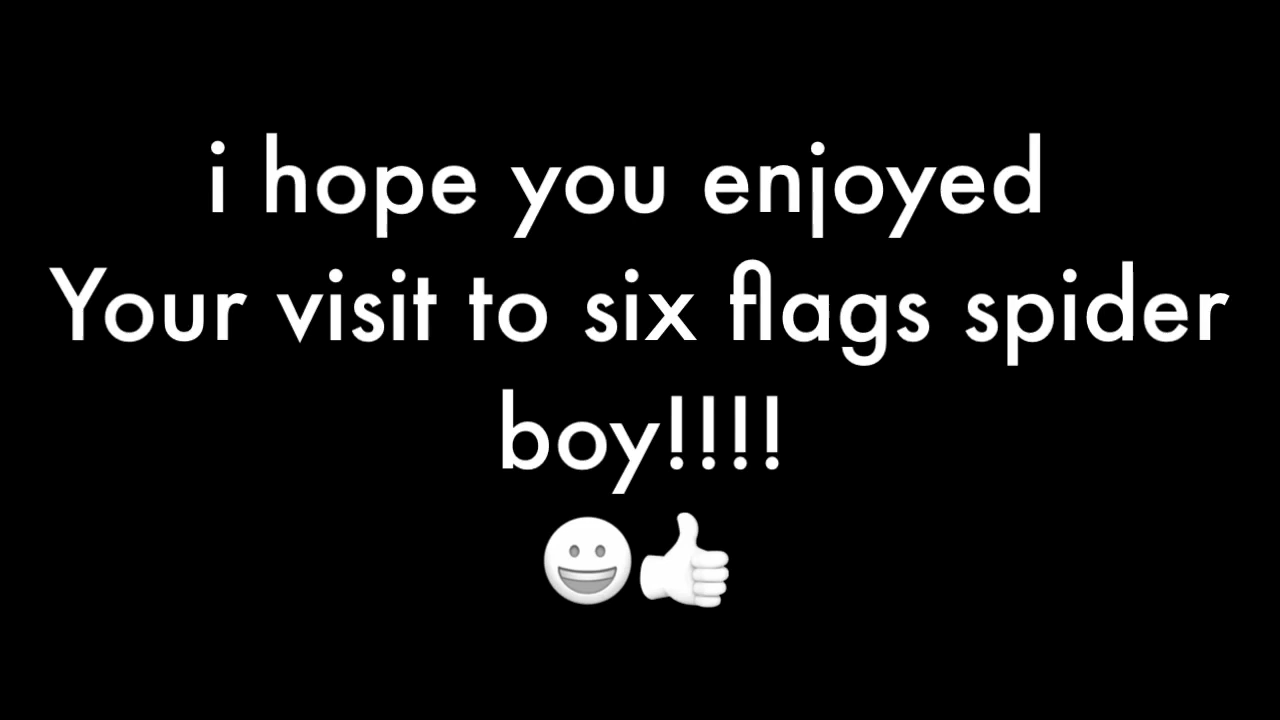 i hope you enjoyed
Your visit to six flags spider
boy!!!!
😀👍